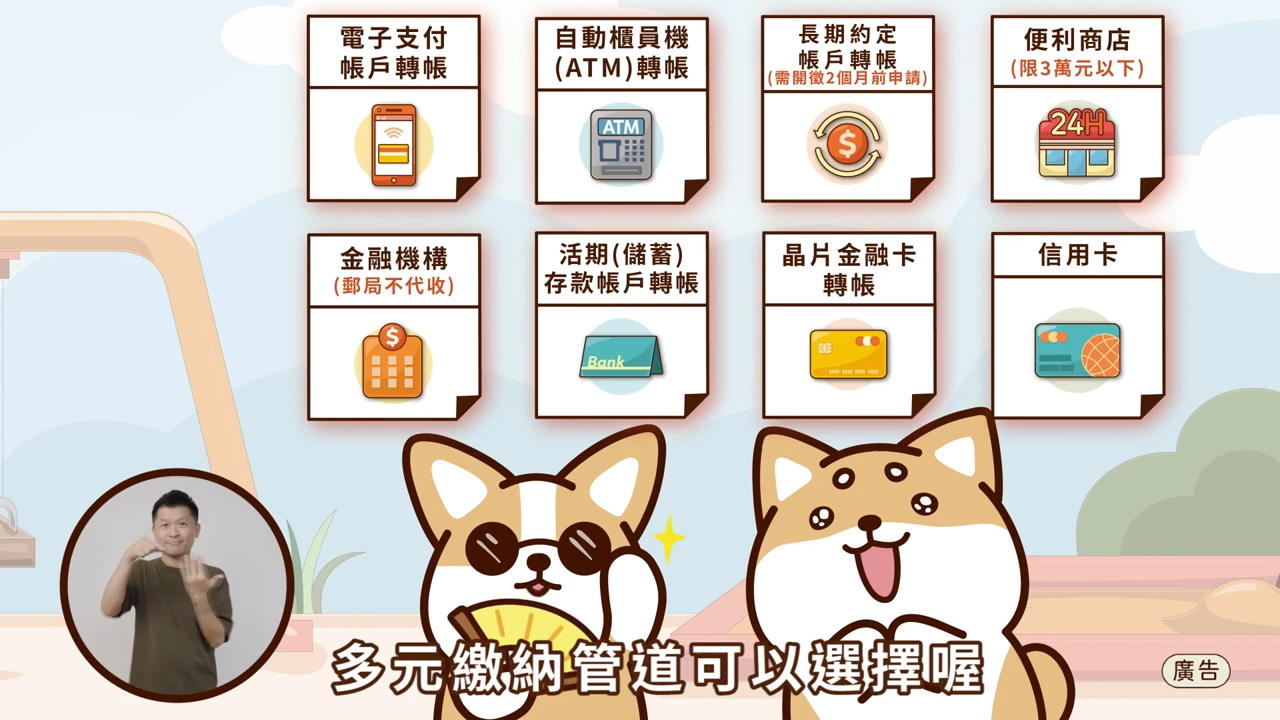 電子支付
帳戶轉帳
自動櫃員機
(ATM)轉帳
ATM
長期約定
帳戶轉帳
(需開徵2個月前申請)
$
便利商店
(限3萬元以下)
24H
金融機構
(郵局不代收)
$
活期(儲蓄)
存款帳戶轉帳
Bank
晶片金融卡
轉帳
信用卡
多元繳納管道可以選擇喔
廣告